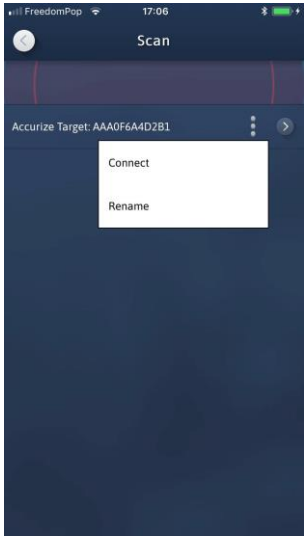 FreedomPop 17:06
Scan
Accurize Target: AAA0F6A4D2B1
Connect
Rename